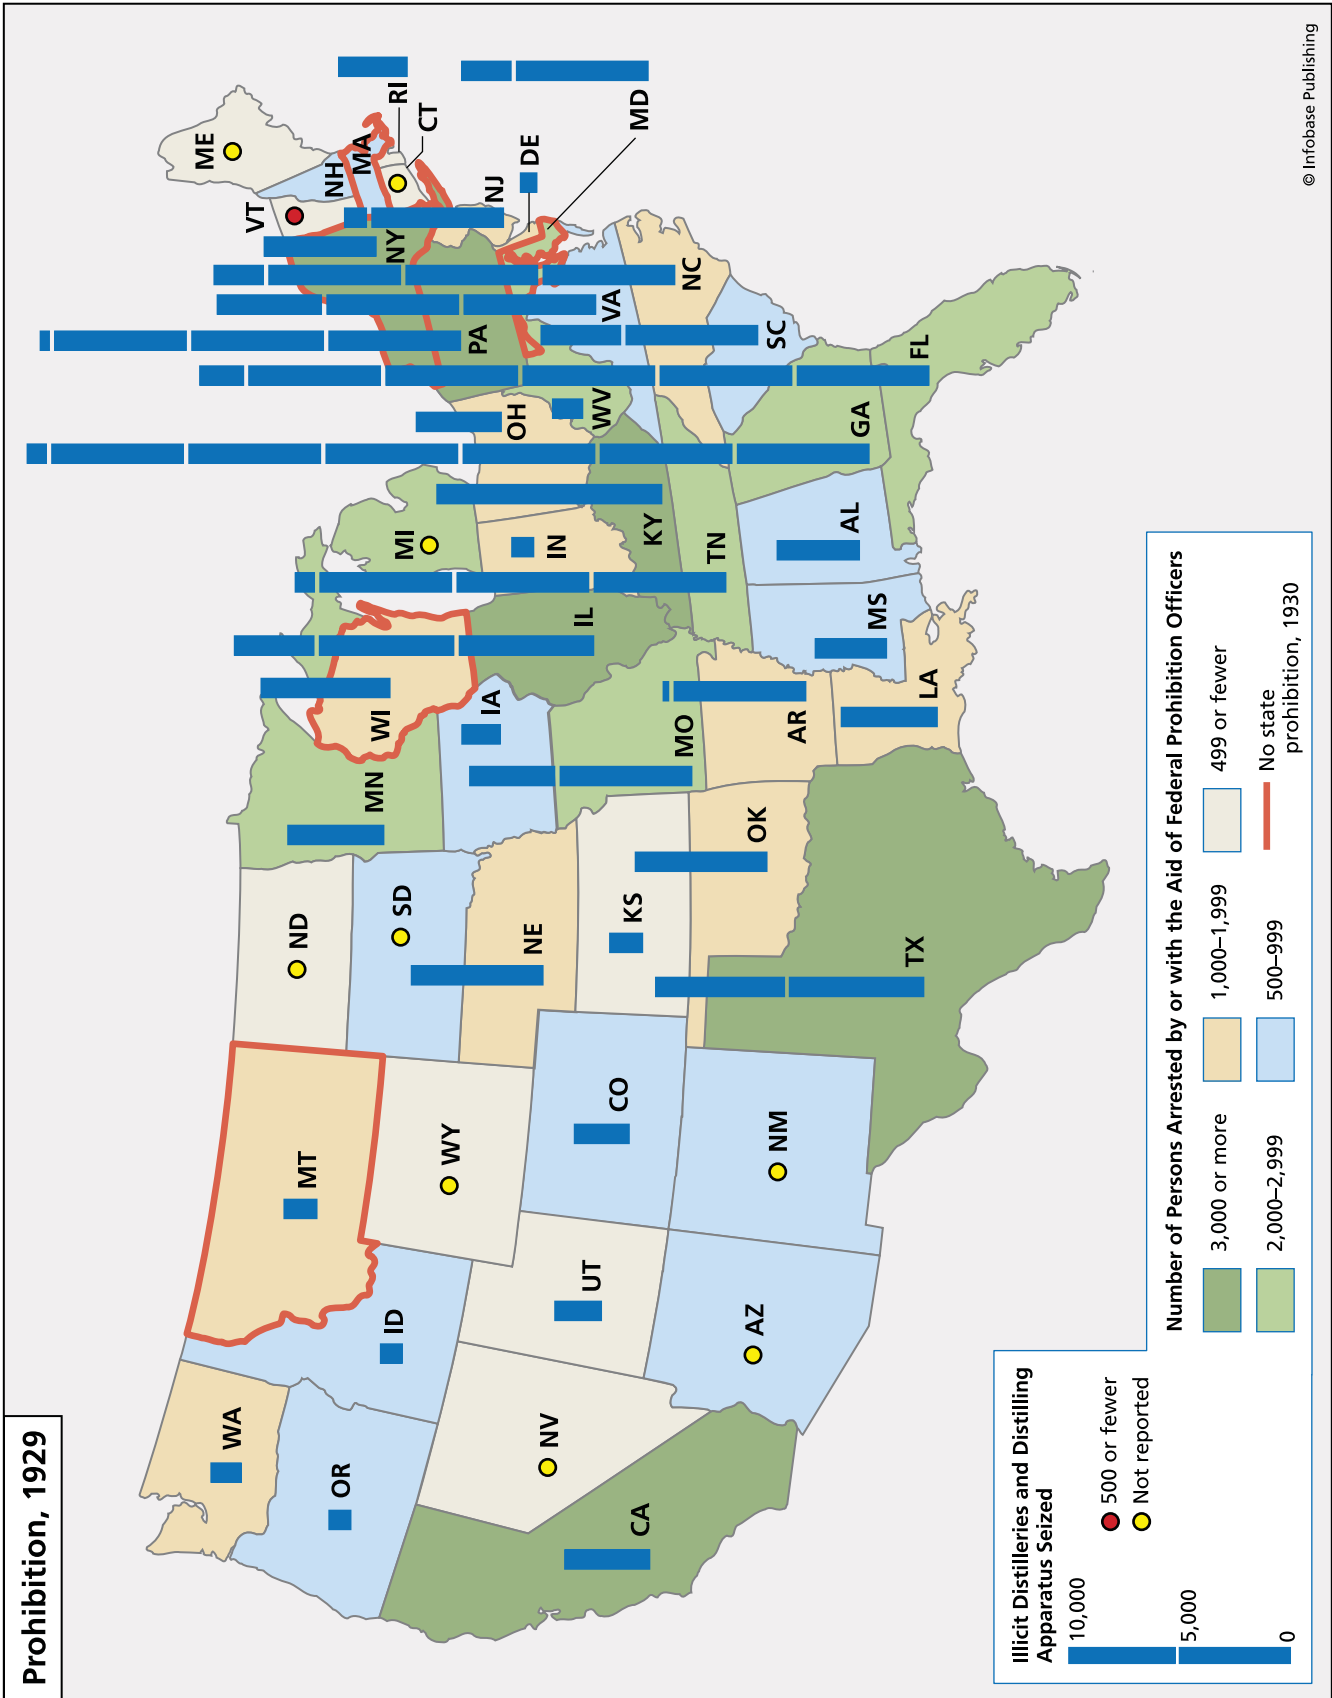 Prohibition, 1929
WA
OR
CA
NV
ID
MT
WY
UT
AZ
CO
NM
ND
SD
NE
KS
OK
TX
MN
IA
MO
AR
LA
WI
IL
MI
IN
OH
KY
TN
MS
AL
GA
FL
SC
NC
VA
WV
PA
NY
VT
NH
ME
MA
RI
CT
NJ
DE
MD
Illicit Distilleries and Distilling
Apparatus Seized
10,000
5,000
0
500 or fewer
Not reported
Number of Persons Arrested by or with the Aid of Federal Prohibition Officers
3,000 or more
1,000–1,999
499 or fewer
2,000–2,999
500–999
No state
prohibition, 1930
© Infobase Publishing